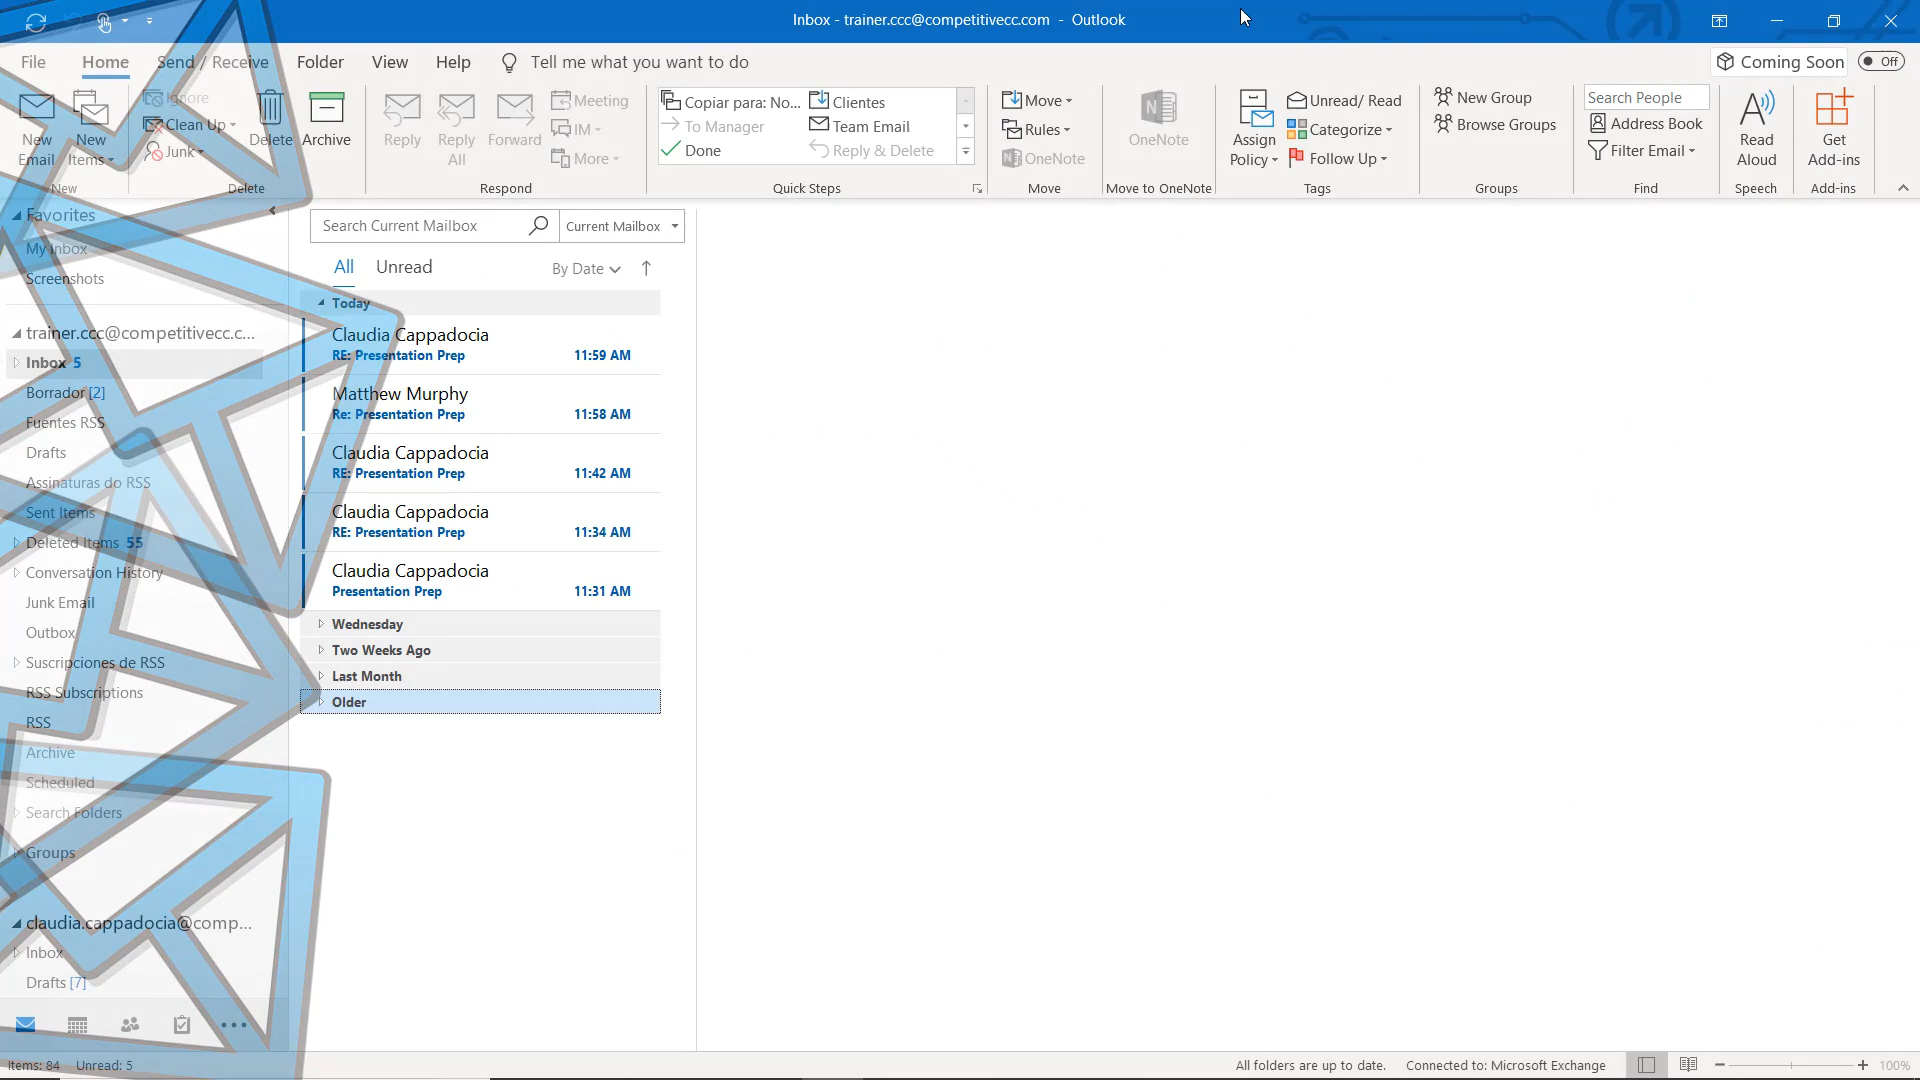 Inbox - trainer.ccc@competitivecc.com - Outlook
File Home Send / Receive Folder View Help Tell me what you want to do Coming Soon Off
New Email
New Items
New
Ignore
Clean Up
Junk
Delete
Archive
Delete
Reply
Reply All
Forward
Meeting
IM
More
Respond
Copiar para: No...
To Manager
Done
Clientes
Team Email
Reply & Delete
Quick Steps
Move
Rules
OneNote
Move
OneNote
Move to OneNote
Assign Policy
Unread/ Read
Categorize
Follow Up
Tags
New Group
Browse Groups
Groups
Search People
Address Book
Filter Email
Find
Read Aloud
Speech
Get Add-ins
Add-ins
Favorites
My Inbox
Screenshots
trainer.ccc@competitivecc.c...
Inbox 5
Borrador [2]
Fuentes RSS
Drafts
Assinaturas do RSS
Sent Items
Deleted Items 55
Conversation History
Junk Email
Outbox
Suscripciones de RSS
RSS Subscriptions
RSS
Archive
Scheduled
Search Folders
Groups
claudia.cappadocia@comp...
Inbox
Drafts [7]
Search Current Mailbox Current Mailbox
All Unread By Date
Today
Claudia Cappadocia
RE: Presentation Prep 11:59 AM
Matthew Murphy
Re: Presentation Prep 11:58 AM
Claudia Cappadocia
RE: Presentation Prep 11:42 AM
Claudia Cappadocia
RE: Presentation Prep 11:34 AM
Claudia Cappadocia
Presentation Prep 11:31 AM
Wednesday
Two Weeks Ago
Last Month
Older
Items: 84 Unread: 5 All folders are up to date. Connected to: Microsoft Exchange 100%